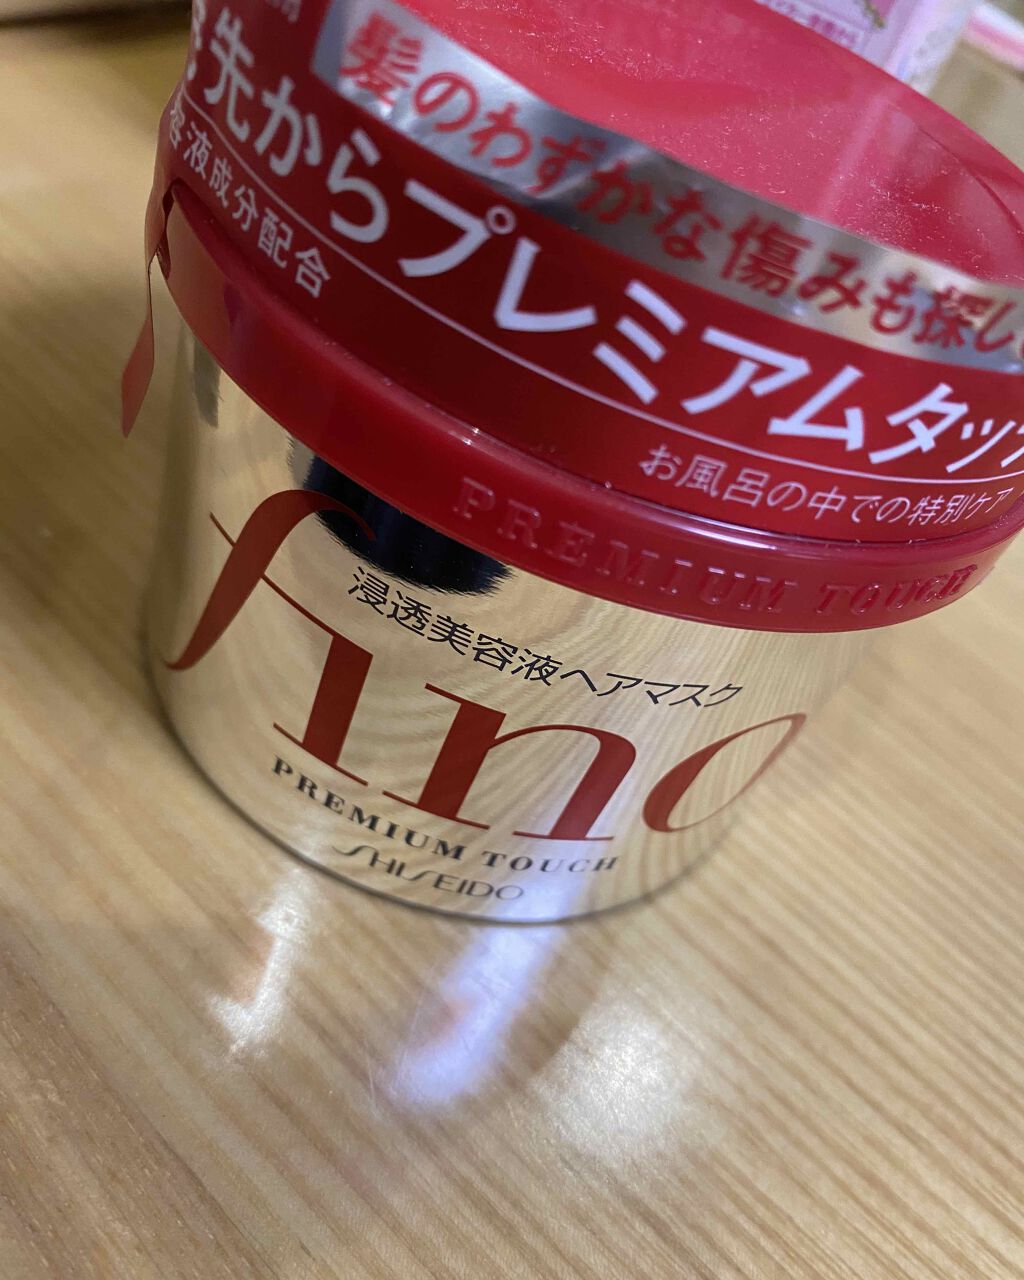 髪のわずかな傷みも探し
先からプレミアムタッ
容液成分配合
お風呂の中での特別ケア
PREMIUM TOUCH
浸透美容液ヘアマスク
fino
PREMIUM TOUCH
SHISEIDO